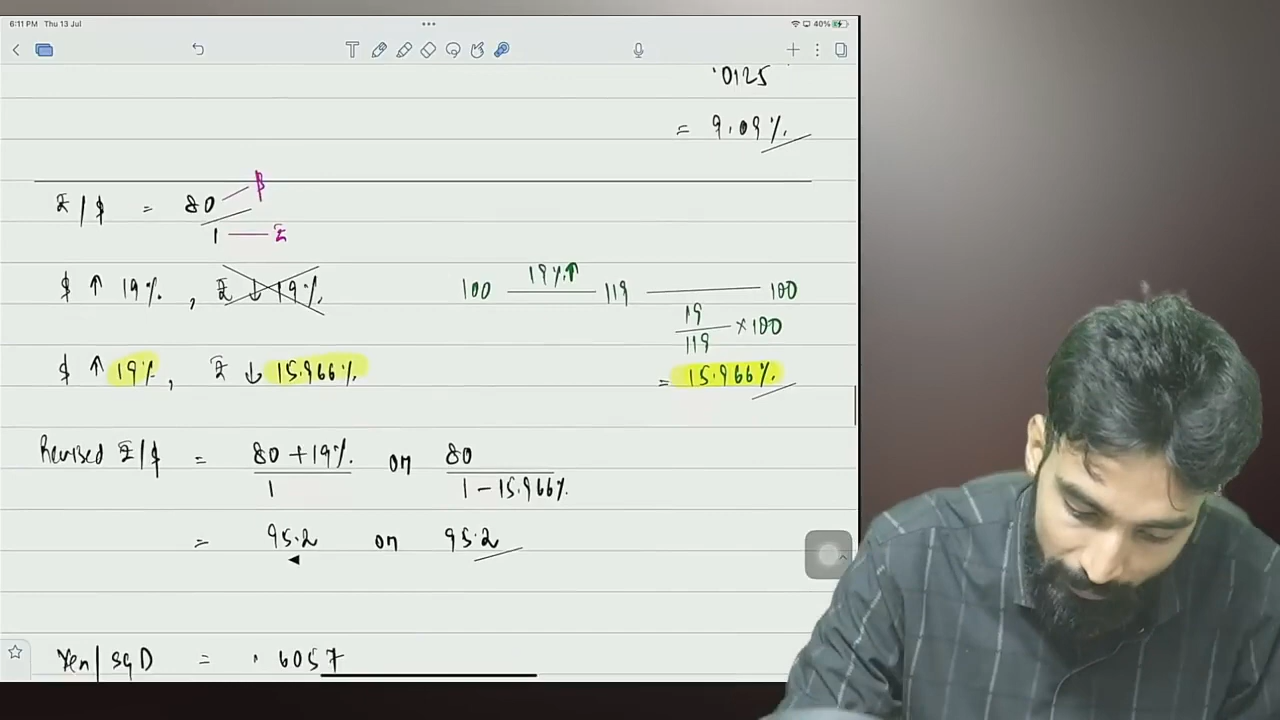 6:11 PM Thu 13 Jul
40%
.0125
= 9.09%
₹/$ = 80 — $
1 — ₹
$ ↑ 19%, ₹ ↓ 19%
100 19%↑ 119 100
19/119 × 100
$ ↑ 19%, ₹ ↓ 15.966%
= 15.966%
Revised ₹/$ = 80 + 19% or 80
1 1 - 15.966%
= 95.2 or 95.2
Yen/SgD = .6057